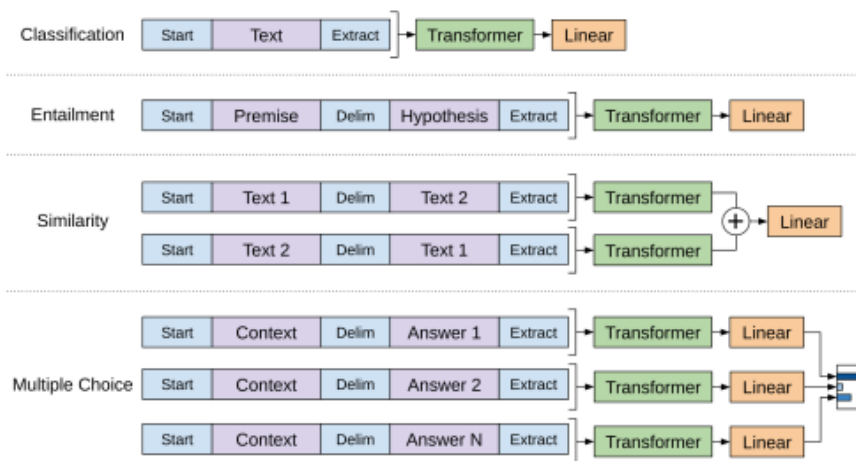 Classification Start Text Extract Transformer Linear
Entailment Start Premise Delim Hypothesis Extract Transformer Linear
Similarity
Start Text 1 Delim Text 2 Extract Transformer
+ Linear
Start Text 2 Delim Text 1 Extract Transformer
Start Context Delim Answer 1 Extract Transformer Linear
Multiple Choice Start Context Delim Answer 2 Extract Transformer Linear
Start Context Delim Answer N Extract Transformer Linear